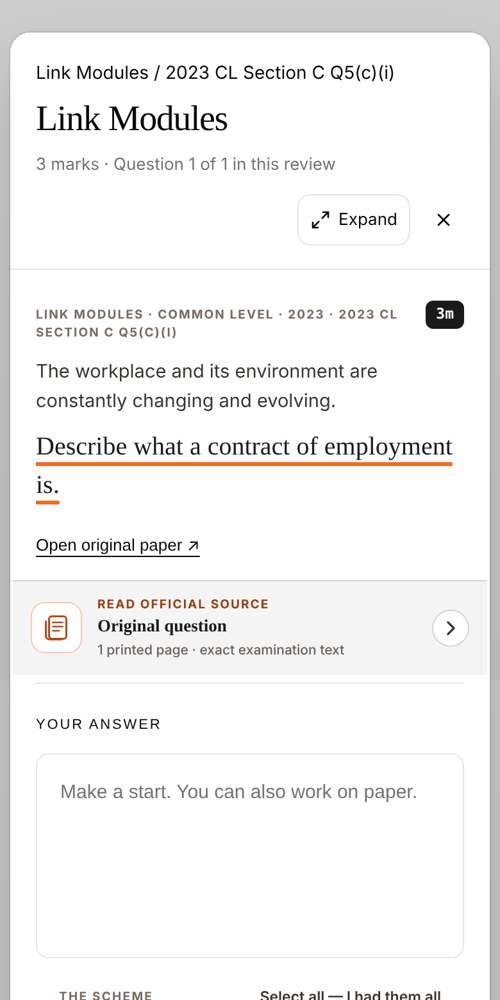 Link Modules / 2023 CL Section C Q5(c)(i)
Link Modules
3 marks · Question 1 of 1 in this review
Expand
LINK MODULES · COMMON LEVEL · 2023 · 2023 CL
SECTION C Q5(C)(I)
3m
The workplace and its environment are
constantly changing and evolving.
Describe what a contract of employment
is.
Open original paper ↗
READ OFFICIAL SOURCE
Original question
1 printed page · exact examination text
YOUR ANSWER
Make a start. You can also work on paper.
THE SCHEME
Select all — I had them all